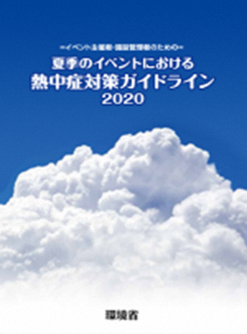 =イベント主催者・施設管理者のための=
夏季のイベントにおける
熱中症対策ガイドライン
2020
環境省